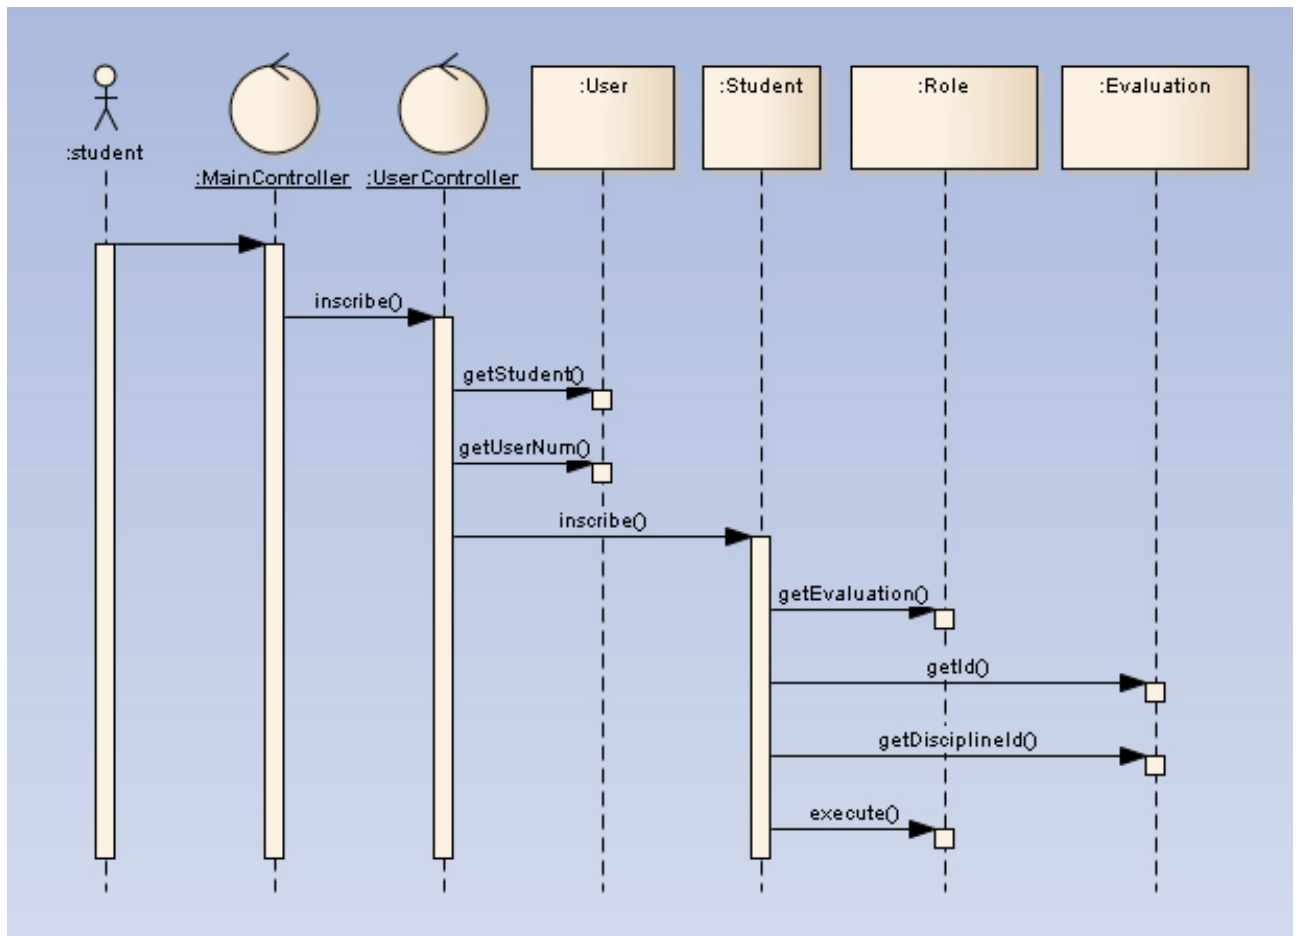 :User
:Student
:Role
:Evaluation
:student
:MainController
:UserController
inscribe()
getStudent()
getUserNum()
inscribe()
getEvaluation()
getId()
getDisciplineId()
execute()